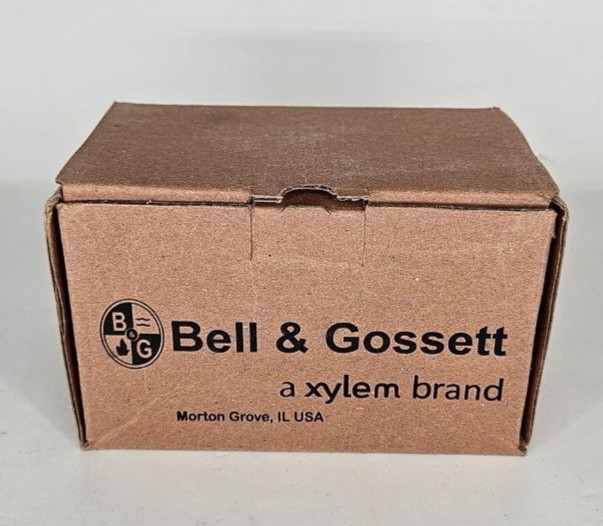 B & G
Bell & Gossett
a xylem brand
Morton Grove, IL USA